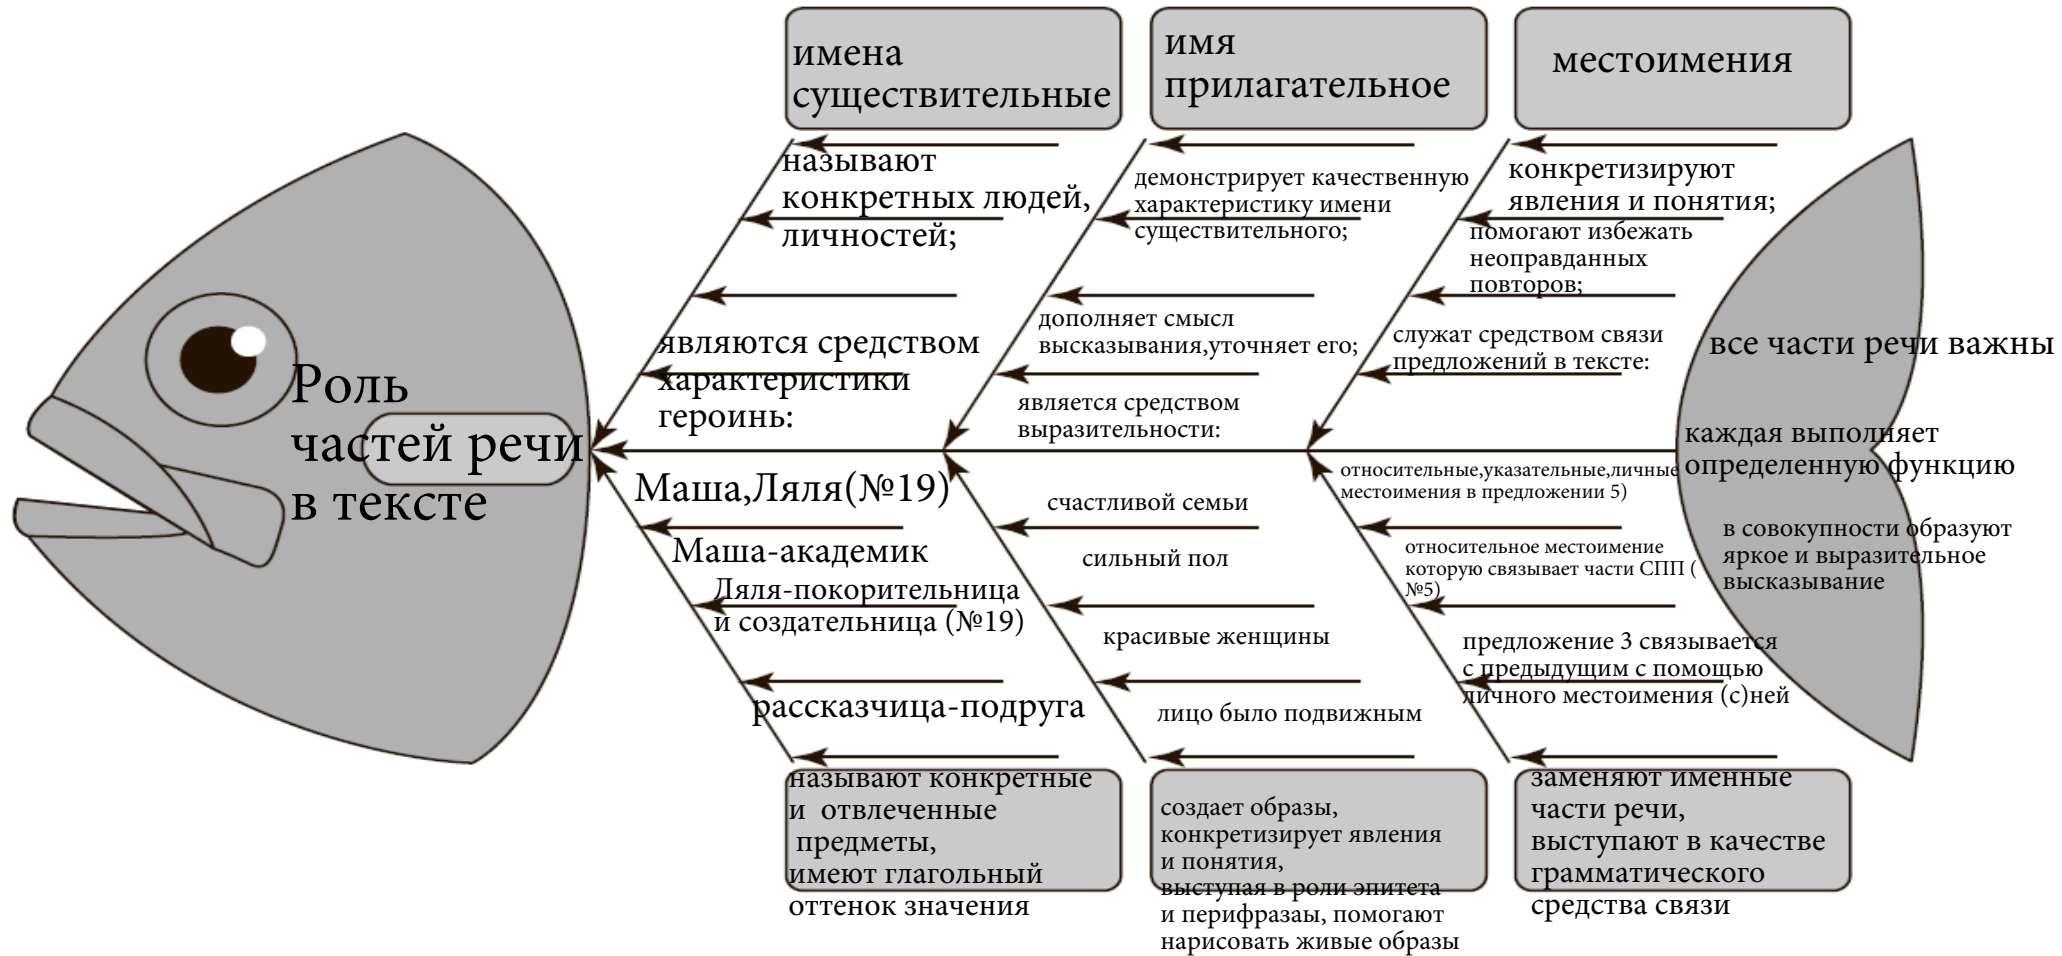 имена
существительные
имя
прилагательное
местоимения
называют
конкретных людей,
личностей;
являются средством
характеристики
героинь:
демонстрирует качественную
характеристику имени
существительного;
дополняет смысл
высказывания,уточняет его;
является средством
выразительности:
конкретизируют
явления и понятия;
помогают избежать
неоправданных
повторов;
служат средством связи
предложений в тексте:
Роль
частей речи
в тексте
все части речи важны
каждая выполняет
определенную функцию
в совокупности образуют
яркое и выразительное
высказывание
Маша,Ляля(№19)
Маша-академик
Ляля-покорительница
и создательница (№19)
рассказчица-подруга
счастливой семьи
сильный пол
красивые женщины
лицо было подвижным
относительные,указательные,личные
местоимения в предложении 5)
относительное местоимение
которую связывает части СПП (
№5)
предложение 3 связывается
с предыдущим с помощью
личного местоимения (с)ней
называют конкретные
и отвлеченные
предметы,
имеют глагольный
оттенок значения
создает образы,
конкретизирует явления
и понятия,
выступая в роли эпитета
и перифразаы, помогают
нарисовать живые образы
заменяют именные
части речи,
выступают в качестве
грамматического
средства связи